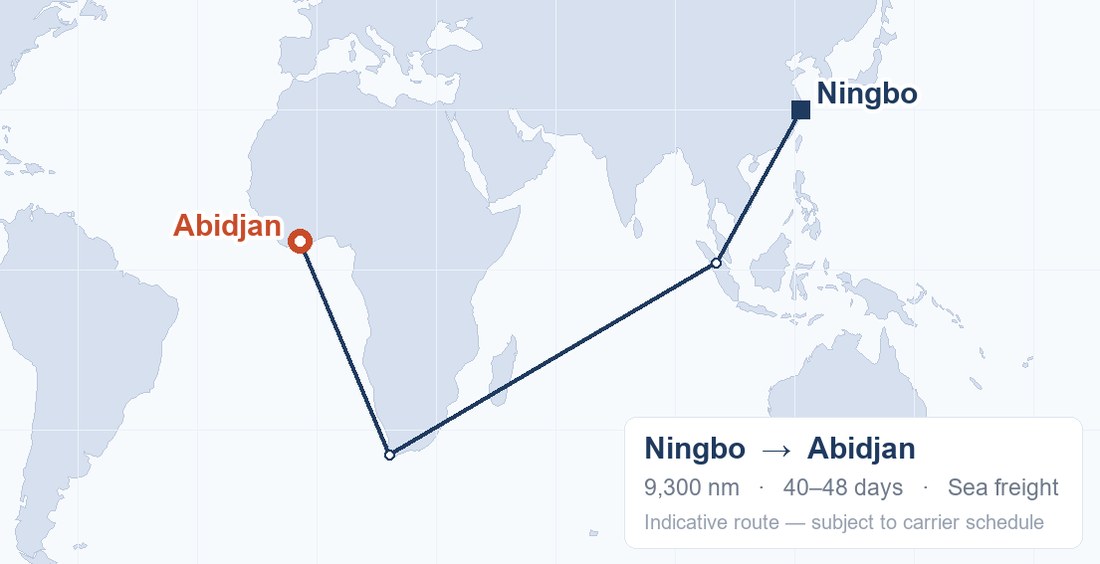 Ningbo
Abidjan
Ningbo → Abidjan
9,300 nm · 40–48 days · Sea freight
Indicative route — subject to carrier schedule